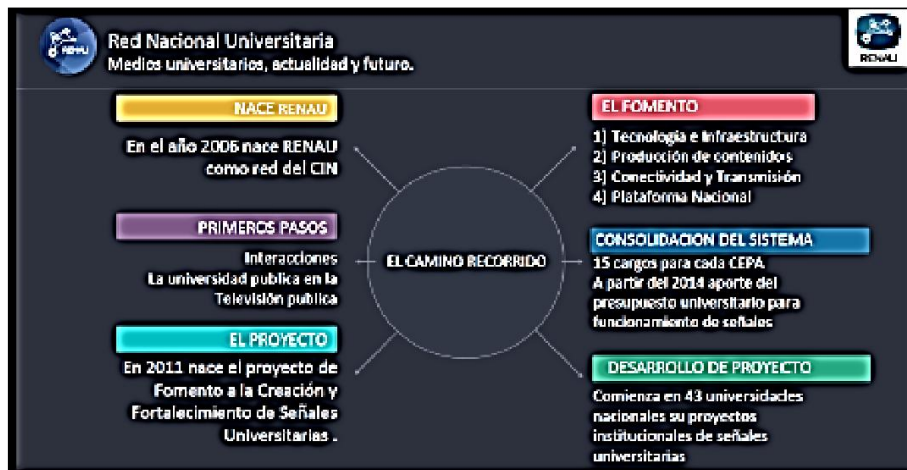 RENAU
Red Nacional Universitaria
Medios universitarios, actualidad y futuro.
RENAU
NACE RENAU
En el año 2006 nace RENAU
como red del CIN
PRIMEROS PASOS
Interacciones
La universidad publica en la
Televisión publica
EL PROYECTO
En 2011 nace el proyecto de
Fomento a la Creación y
Fortalecimiento de Señales
Universitarias .
EL CAMINO RECORRIDO
EL FOMENTO
1) Tecnología e Infraestructura
2) Producción de contenidos
3) Conectividad y Transmisión
4) Plataforma Nacional
CONSOLIDACION DEL SISTEMA
15 cargos para cada CEPA
A partir del 2014 aporte del
presupuesto universitario para
funcionamiento de señales
DESARROLLO DE PROYECTO
Comienza en 43 universidades
nacionales su proyectos
institucionales de señales
universitarias